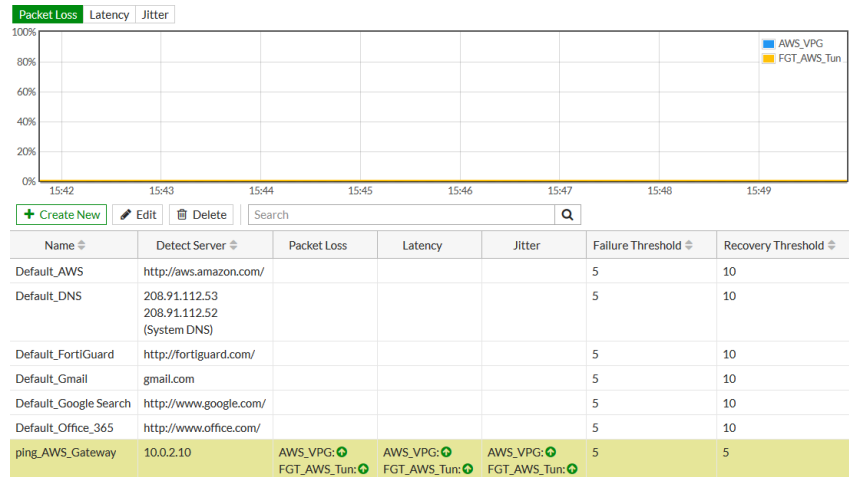 Packet Loss Latency Jitter
100%
80%
60%
40%
20%
0%
AWS_VPG
FGT_AWS_Tun
15:42 15:43 15:44 15:45 15:46 15:47 15:48 15:49
+ Create New Edit Delete Search
Name Detect Server Packet Loss Latency Jitter Failure Threshold Recovery Threshold
Default_AWS http://aws.amazon.com/ 5 10
Default_DNS 208.91.112.53 5 10
208.91.112.52
(System DNS)
Default_FortiGuard http://fortiguard.com/ 5 10
Default_Gmail gmail.com 5 10
Default_Google Search http://www.google.com/ 5 10
Default_Office_365 http://www.office.com/ 5 10
ping_AWS_Gateway 10.0.2.10 AWS_VPG: AWS_VPG: AWS_VPG: 5 5
FGT_AWS_Tun: FGT_AWS_Tun: FGT_AWS_Tun: